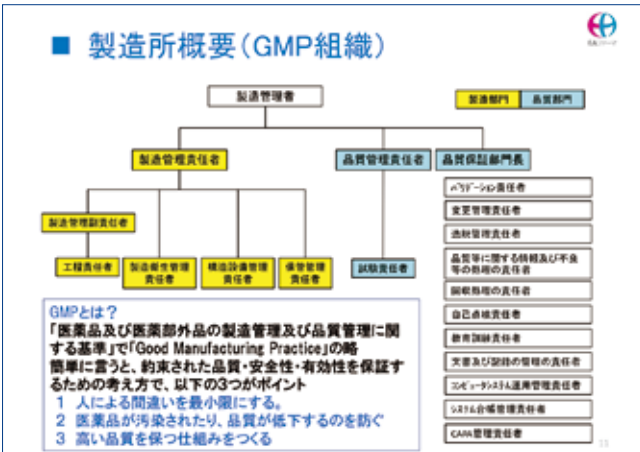 ■ 製造所概要（GMP組織）
製造管理者
製造部門
品質部門
製造管理責任者
品質管理責任者
品質保証部門長
製造管理副責任者
工程責任者
製造衛生管理
責任者
構造設備管理
責任者
保管管理
責任者
試験責任者
バリデーション責任者
変更管理責任者
逸脱管理責任者
品質等に関する情報及び不良
等の処理の責任者
回収処理の責任者
自己点検責任者
教育訓練責任者
文書及び記録の管理の責任者
コンピュータシステム運用管理責任者
システム台帳管理責任者
CAPA管理責任者
GMPとは？
「医薬品及び医薬部外品の製造管理及び品質管理に関
する基準」で「Good Manufacturing Practice」の略
簡単に言うと、約束された品質・安全性・有効性を保証す
るための考え方で、以下の3つがポイント
1 人による間違いを最小限にする。
2 医薬品が汚染されたり、品質が低下するのを防ぐ
3 高い品質を保つ仕組みをつくる